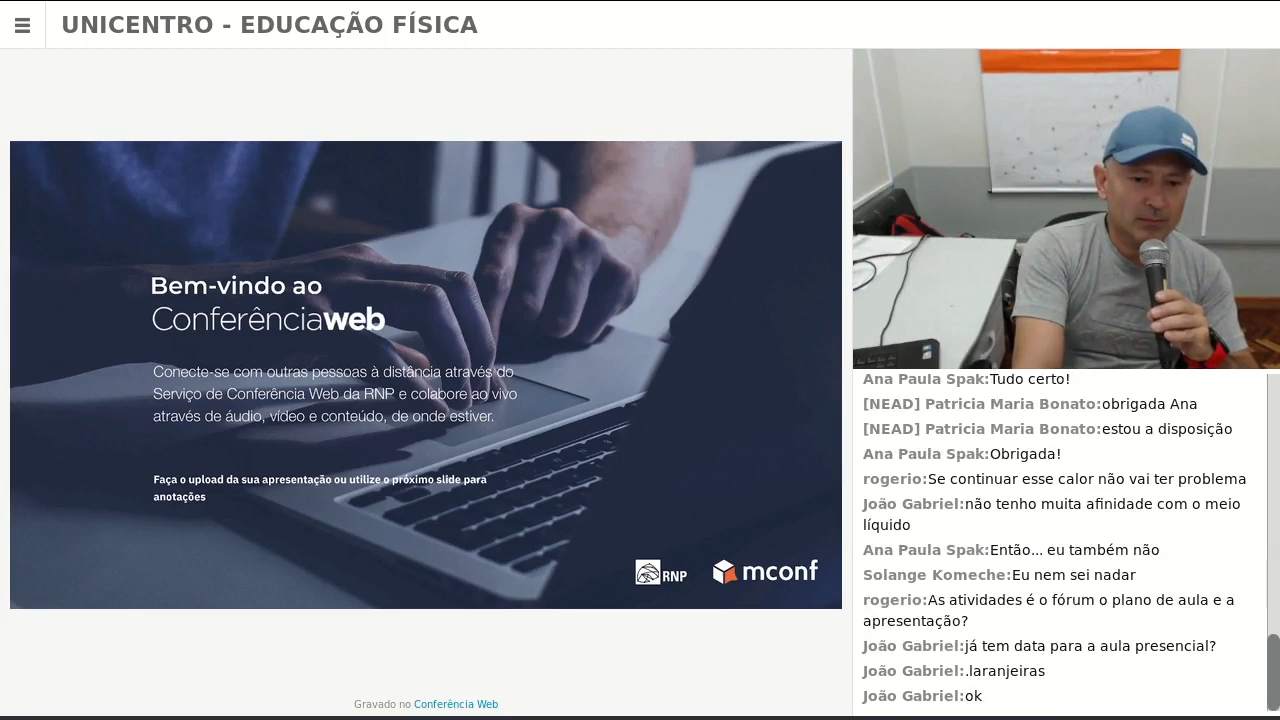 UNICENTRO - EDUCAÇÃO FÍSICA
Bem-vindo ao
Conferênciaweb
Conecte-se com outras pessoas à distância através do
Serviço de Conferência Web da RNP e colabore ao vivo
através de áudio, vídeo e conteúdo, de onde estiver.
Faça o upload da sua apresentação ou utilize o próximo slide para
anotações
RNP
mconf
Gravado no Conferência Web
Ana Paula Spak:Tudo certo!
[NEAD] Patricia Maria Bonato:obrigada Ana
[NEAD] Patricia Maria Bonato:estou a disposição
Ana Paula Spak:Obrigada!
rogerio:Se continuar esse calor não vai ter problema
João Gabriel:não tenho muita afinidade com o meio
líquido
Ana Paula Spak:Então... eu também não
Solange Komeche:Eu nem sei nadar
rogerio:As atividades é o fórum o plano de aula e a
apresentação?
João Gabriel:já tem data para a aula presencial?
João Gabriel:.laranjeiras
João Gabriel:ok